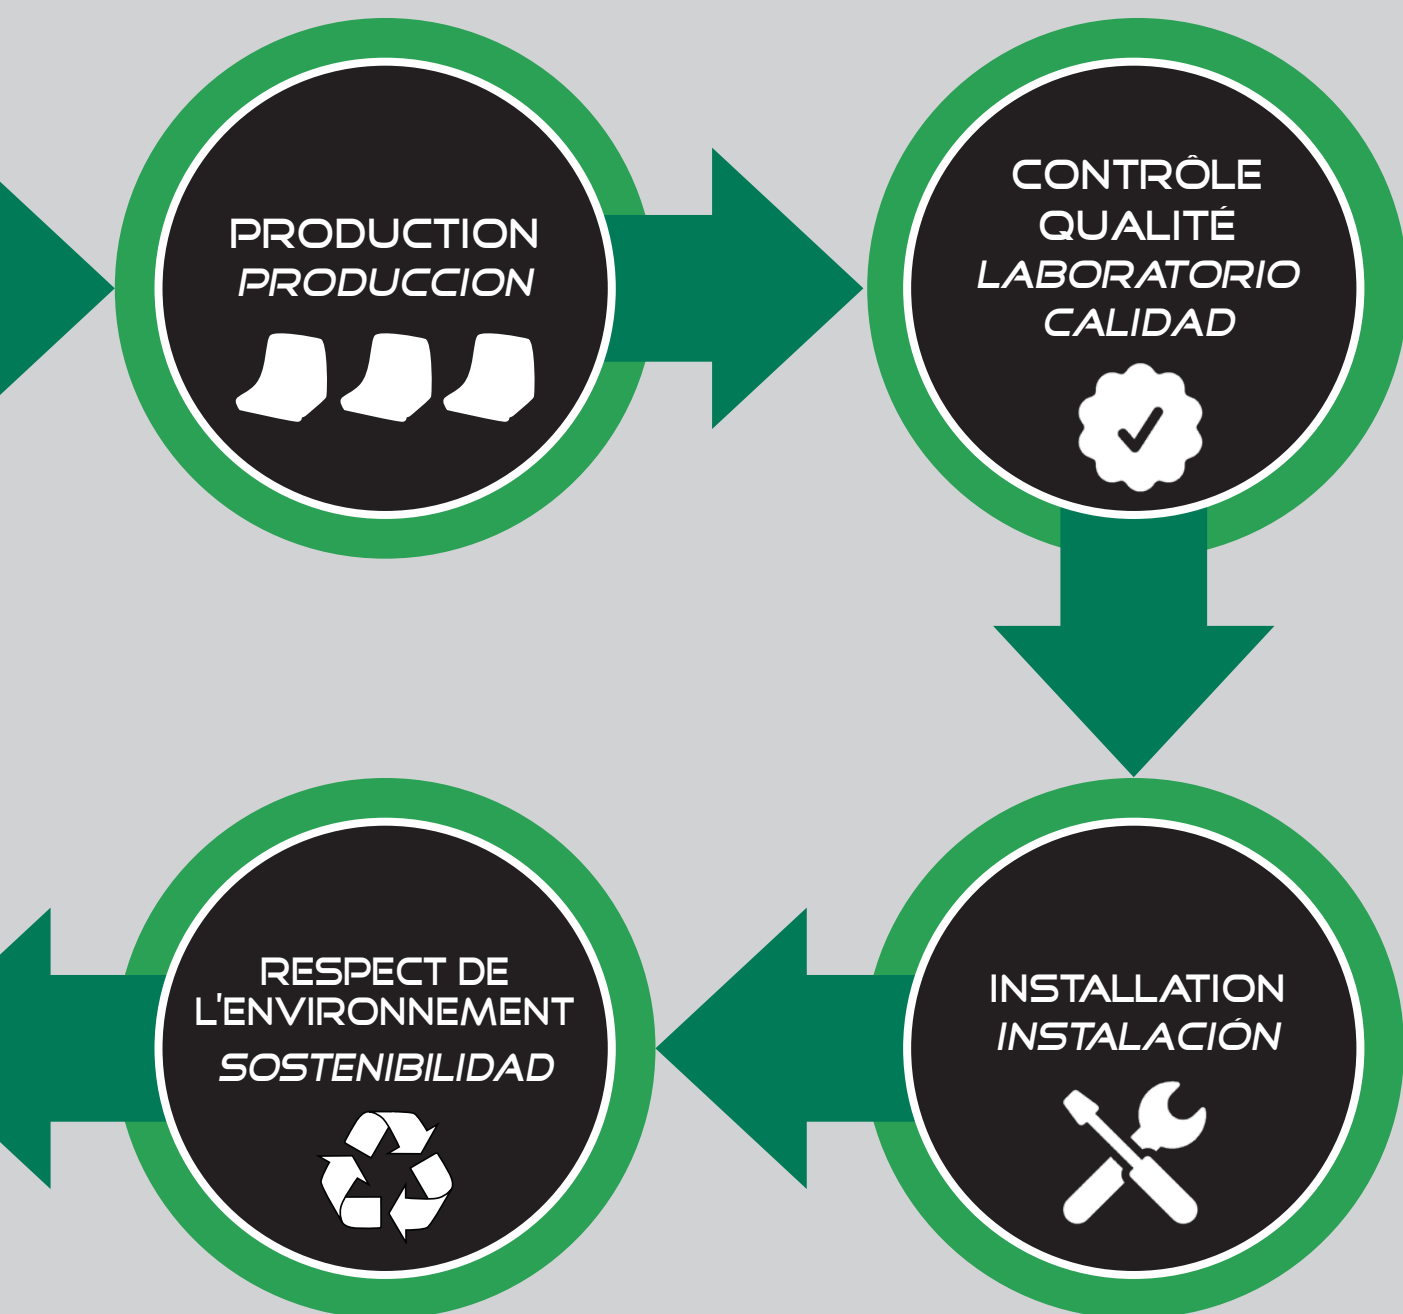 PRODUCTION
PRODUCCION
CONTRÔLE
QUALITÉ
LABORATORIO
CALIDAD
INSTALLATION
INSTALACIÓN
RESPECT DE
L'ENVIRONNEMENT
SOSTENIBILIDAD